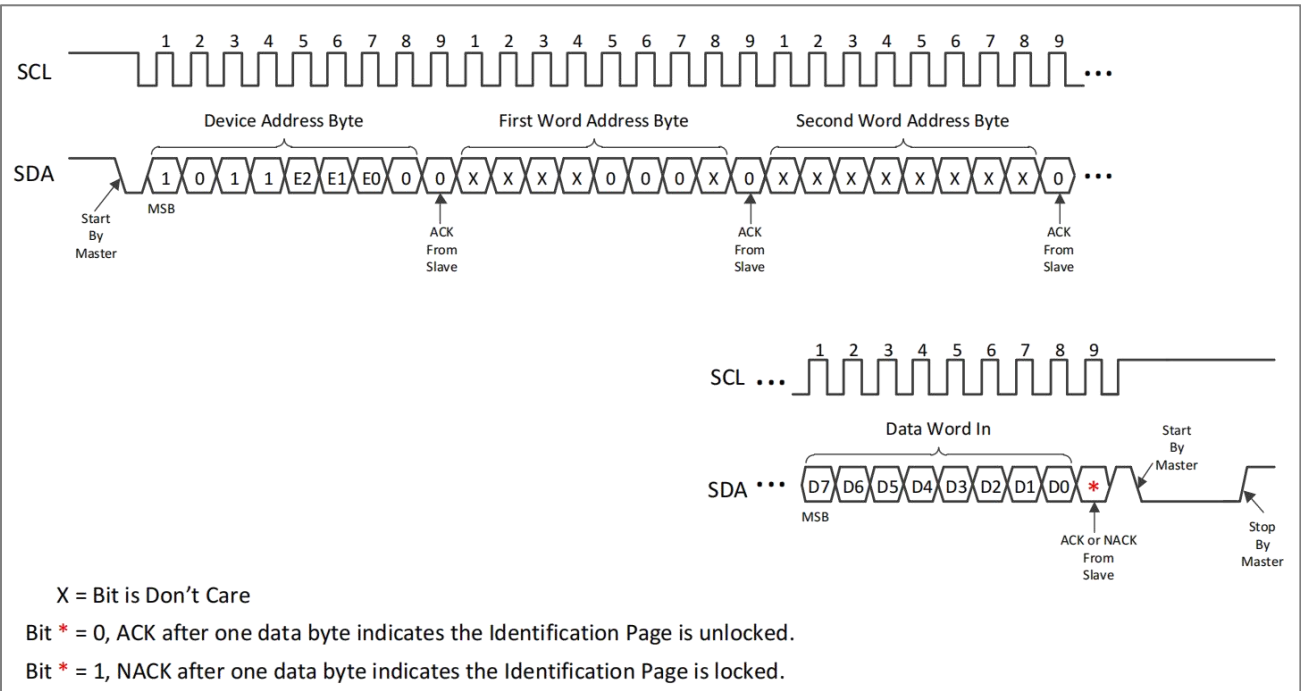 1 2 3 4 5 6 7 8 9 1 2 3 4 5 6 7 8 9 1 2 3 4 5 6 7 8 9
SCL
•••
Device Address Byte
First Word Address Byte
Second Word Address Byte
SDA
1 0 1 1 E2 E1 E0 0 0 X X X X 0 0 0 X 0 X X X X X X X X 0
•••
MSB
Start
By
Master
ACK
From
Slave
ACK
From
Slave
ACK
From
Slave
1 2 3 4 5 6 7 8 9
SCL •••
Data Word In
SDA •••
D7 D6 D5 D4 D3 D2 D1 D0 *
MSB
Start
By
Master
ACK or NACK
From
Slave
Stop
By
Master
X = Bit is Don’t Care
Bit * = 0, ACK after one data byte indicates the Identification Page is unlocked.
Bit * = 1, NACK after one data byte indicates the Identification Page is locked.